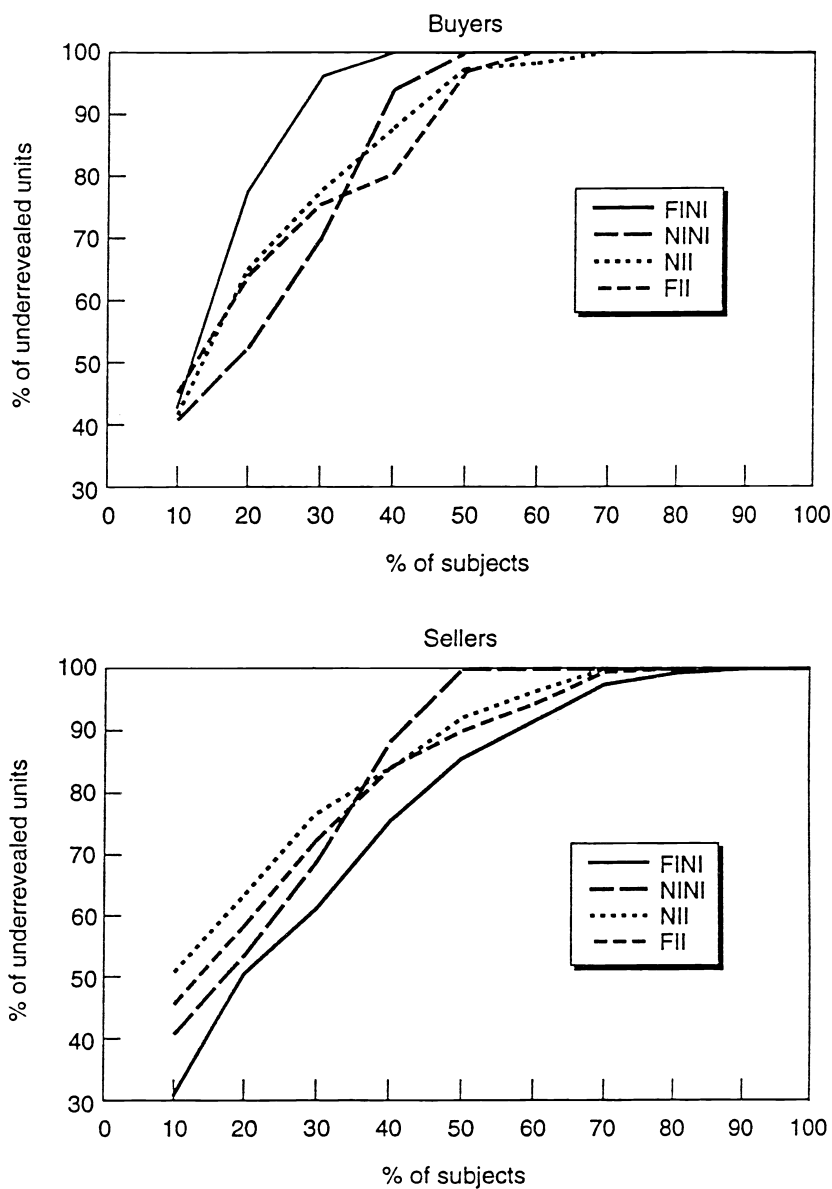 Buyers
% of underrevealed units
100
90
80
70
60
50
40
30
FINI
NINI
NII
FII
0 10 20 30 40 50 60 70 80 90 100
% of subjects
Sellers
% of underrevealed units
100
90
80
70
60
50
40
30
FINI
NINI
NII
FII
0 10 20 30 40 50 60 70 80 90 100
% of subjects